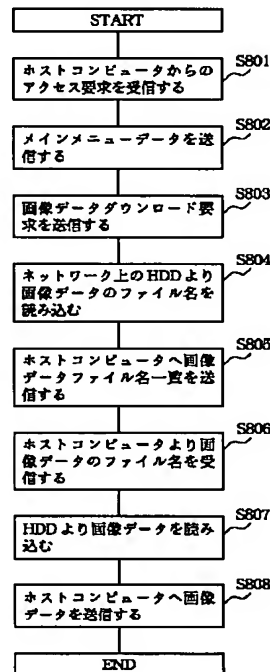 START
S801
ホストコンピュータからの
アクセス要求を受信する
S802
メインメニューデータを送
信する
S803
画像データダウンロード要
求を送信する
S804
ネットワーク上のHDDより
画像データのファイル名を
読み込む
S805
ホストコンピュータへ画像
データファイル名一覧を送
信する
S806
ホストコンピュータより画
像データのファイル名を受
信する
S807
HDDより画像データを読み
込む
S808
ホストコンピュータへ画像
データを送信する
END